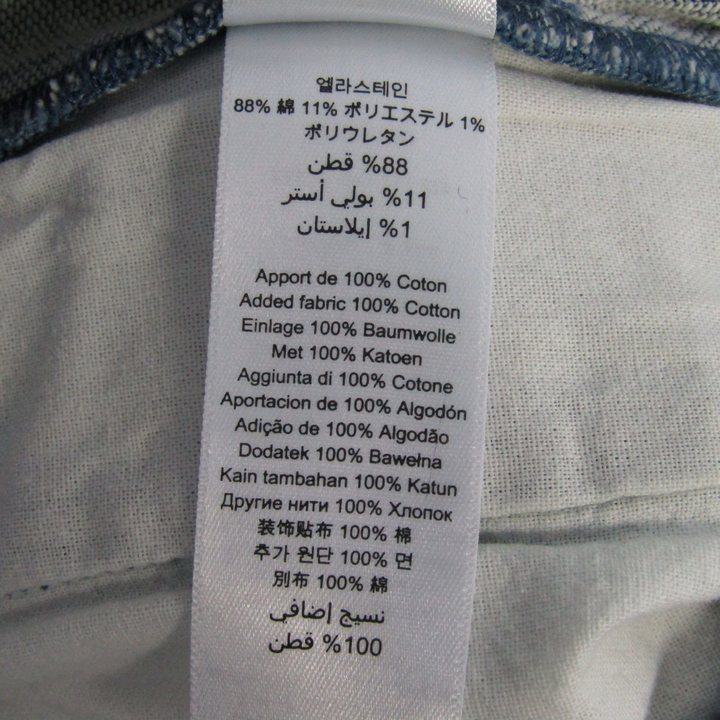 엘라스테인
88% 綿 11% ポリエステル 1%
ポリウレタン
88% قطن
11% بولي أستر
1% إيلاستان
Apport de 100% Coton
Added fabric 100% Cotton
Einlage 100% Baumwolle
Met 100% Katoen
Aggiunta di 100% Cotone
Aportacion de 100% Algodón
Adição de 100% Algodão
Dodatek 100% Bawełna
Kain tambahan 100% Katun
Другие нити 100% Хлопок
装饰贴布 100% 棉
추가 원단 100% 면
別布 100% 綿
نسيج إضافي
100% قطن